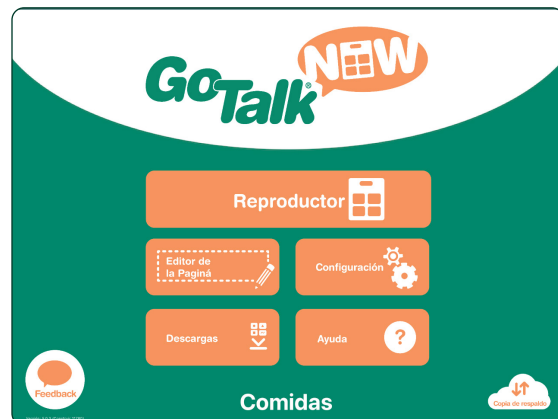 GoTalk®
NOW
Reproductor
Editor de
la Paginá
Configuración
Descargas
Ayuda
?
Feedback
Comidas
Copia de respaldo